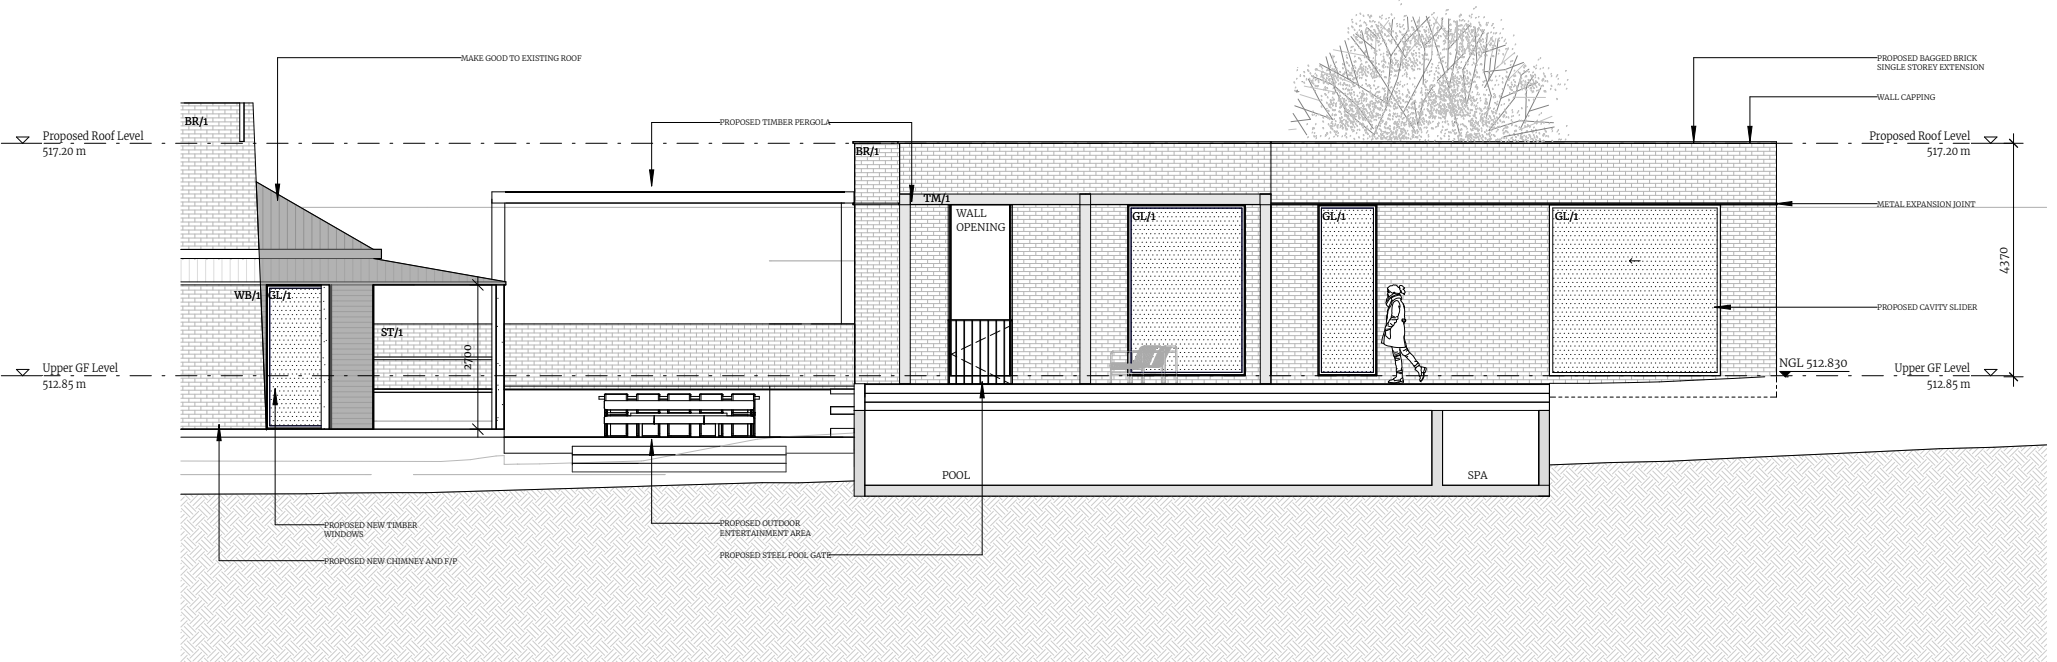 MAKE GOOD TO EXISTING ROOF
PROPOSED BAGGED BRICK
SINGLE STOREY EXTENSION
WALL CAPPING
BR/1
PROPOSED TIMBER PERGOLA
Proposed Roof Level
517.20 m
BR/1
Proposed Roof Level
517.20 m
TM/1
METAL EXPANSION JOINT
WALL
OPENING
GL/1
GL/1
GL/1
4370
WB/1
GL/1
PROPOSED CAVITY SLIDER
ST/1
2700
Upper GF Level
512.85 m
NGL 512.830
Upper GF Level
512.85 m
POOL
SPA
PROPOSED NEW TIMBER
WINDOWS
PROPOSED OUTDOOR
ENTERTAINMENT AREA
PROPOSED STEEL POOL GATE
PROPOSED NEW CHIMNEY AND F/P